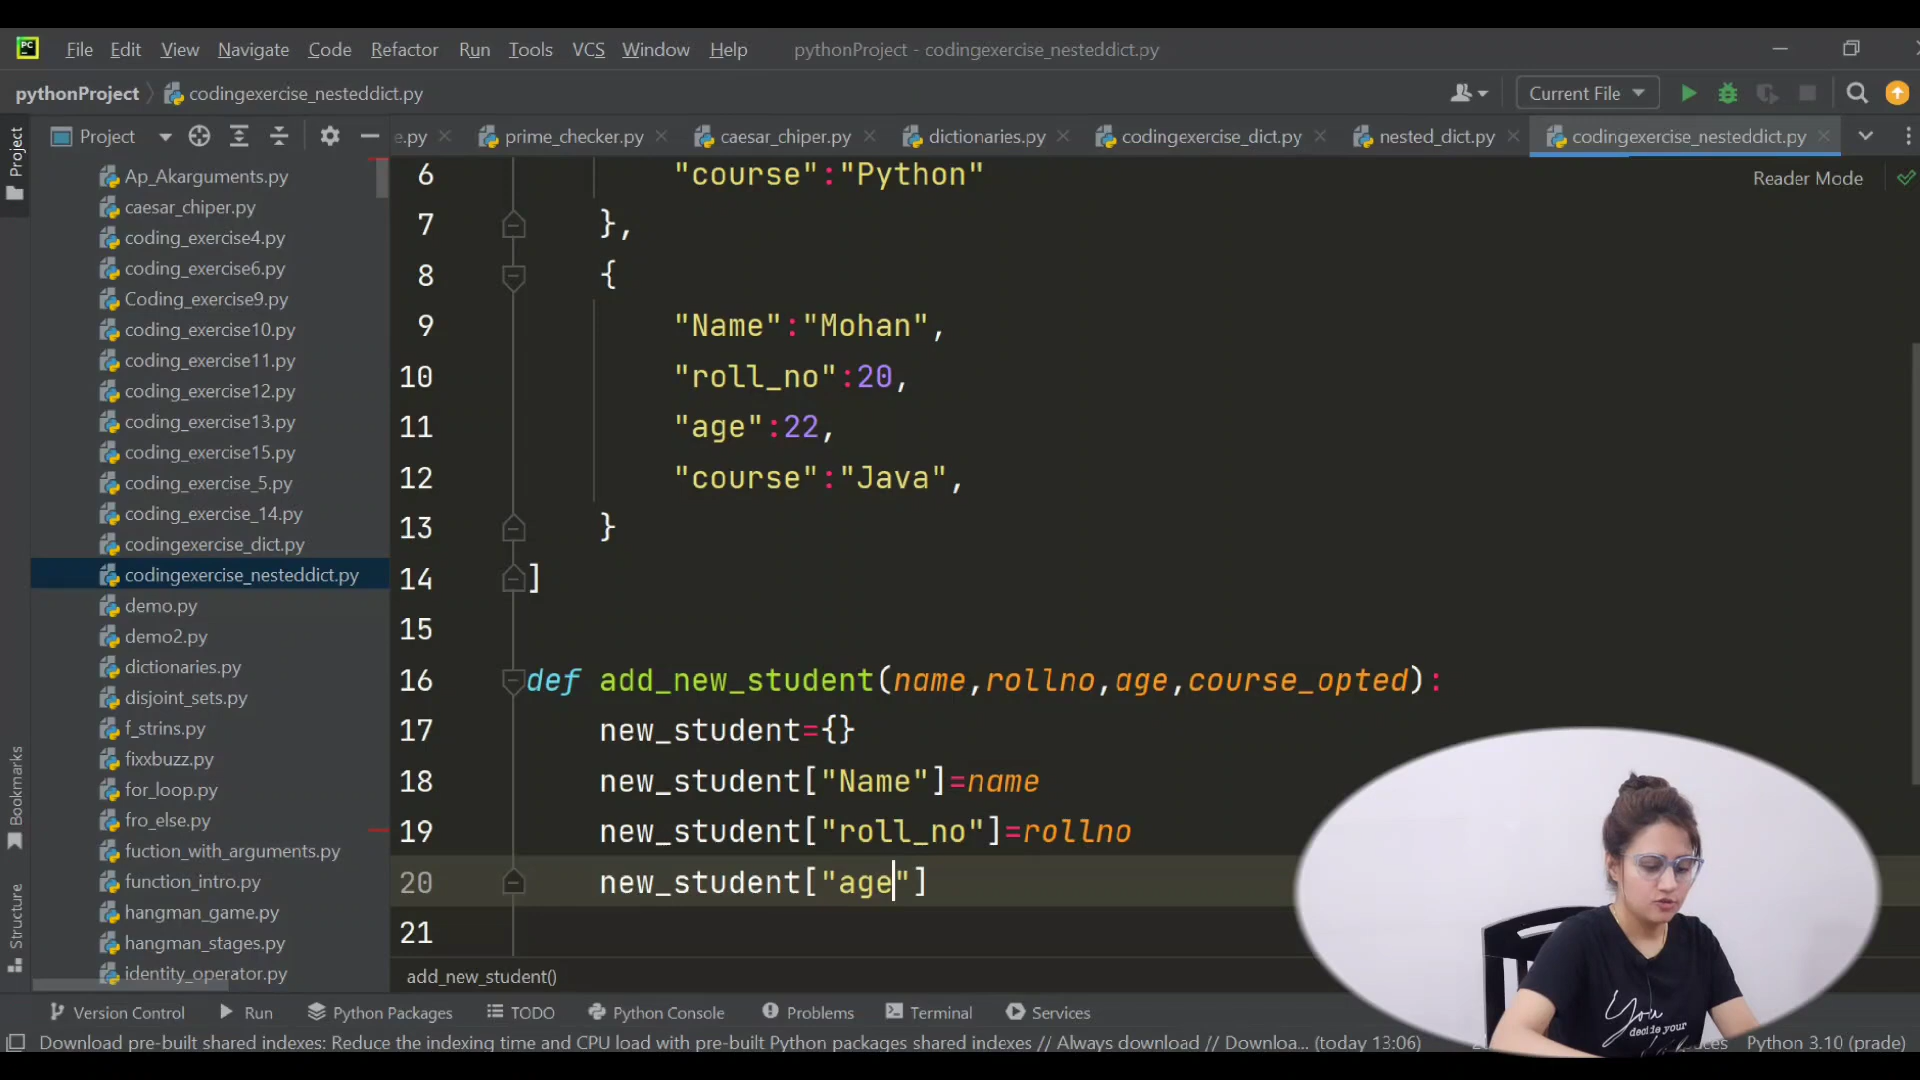 PC File Edit View Navigate Code Refactor Run Tools VCS Window Help pythonProject - codingexercise_nesteddict.py
pythonProject codingexercise_nesteddict.py Current File
Project e.py prime_checker.py caesar_chiper.py dictionaries.py codingexercise_dict.py nested_dict.py codingexercise_nesteddict.py
Project
Bookmarks
Structure
Ap_Akarguments.py
caesar_chiper.py
coding_exercise4.py
coding_exercise6.py
Coding_exercise9.py
coding_exercise10.py
coding_exercise11.py
coding_exercise12.py
coding_exercise13.py
coding_exercise15.py
coding_exercise_5.py
coding_exercise_14.py
codingexercise_dict.py
codingexercise_nesteddict.py
demo.py
demo2.py
dictionaries.py
disjoint_sets.py
f_strins.py
fixxbuzz.py
for_loop.py
fro_else.py
fuction_with_arguments.py
function_intro.py
hangman_game.py
hangman_stages.py
identity_operator.py
Reader Mode
6 "course":"Python"
7 },
8 {
9 "Name":"Mohan",
10 "roll_no":20,
11 "age":22,
12 "course":"Java",
13 }
14 ]
15
16 def add_new_student(name,rollno,age,course_opted):
17 new_student={}
18 new_student["Name"]=name
19 new_student["roll_no"]=rollno
20 new_student["age"]
21
add_new_student()
You
decide your
Version Control Run Python Packages TODO Python Console Problems Terminal Services
Download pre-built shared indexes: Reduce the indexing time and CPU load with pre-built Python packages shared indexes // Always download // Downloa... (today 13:06) Python 3.10 (prade)